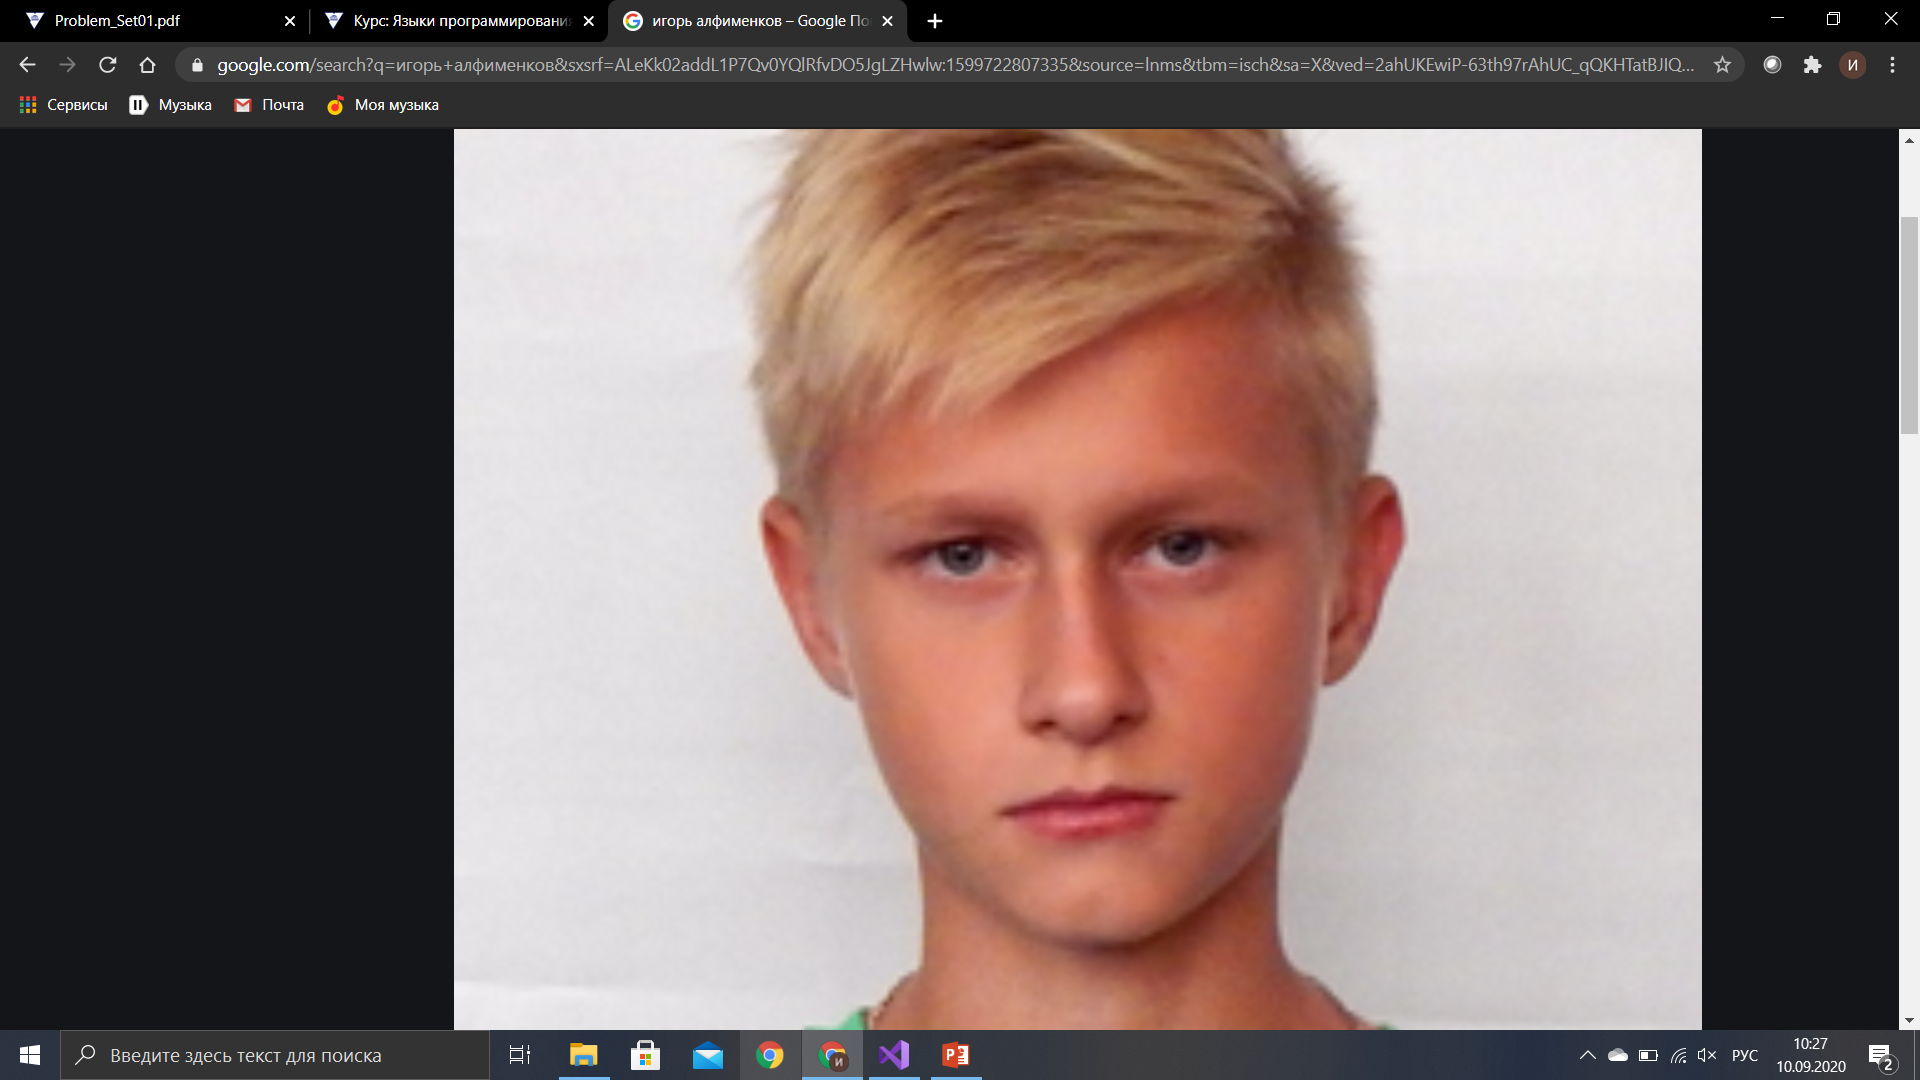 Problem_Set01.pdf
Курс: Языки программировани
игорь алфименков – Google По
google.com/search?q=игорь+алфименков&sxsrf=ALeKk02addL1P7Qv0YQlRfvDO5JgLZHwlw:1599722807335&source=lnms&tbm=isch&sa=X&ved=2ahUKEwiP-63th97rAhUC_qQKHTatBJIQ...
И
Сервисы
Музыка
Почта
Моя музыка
Введите здесь текст для поиска
РУС
10:27
10.09.2020
2